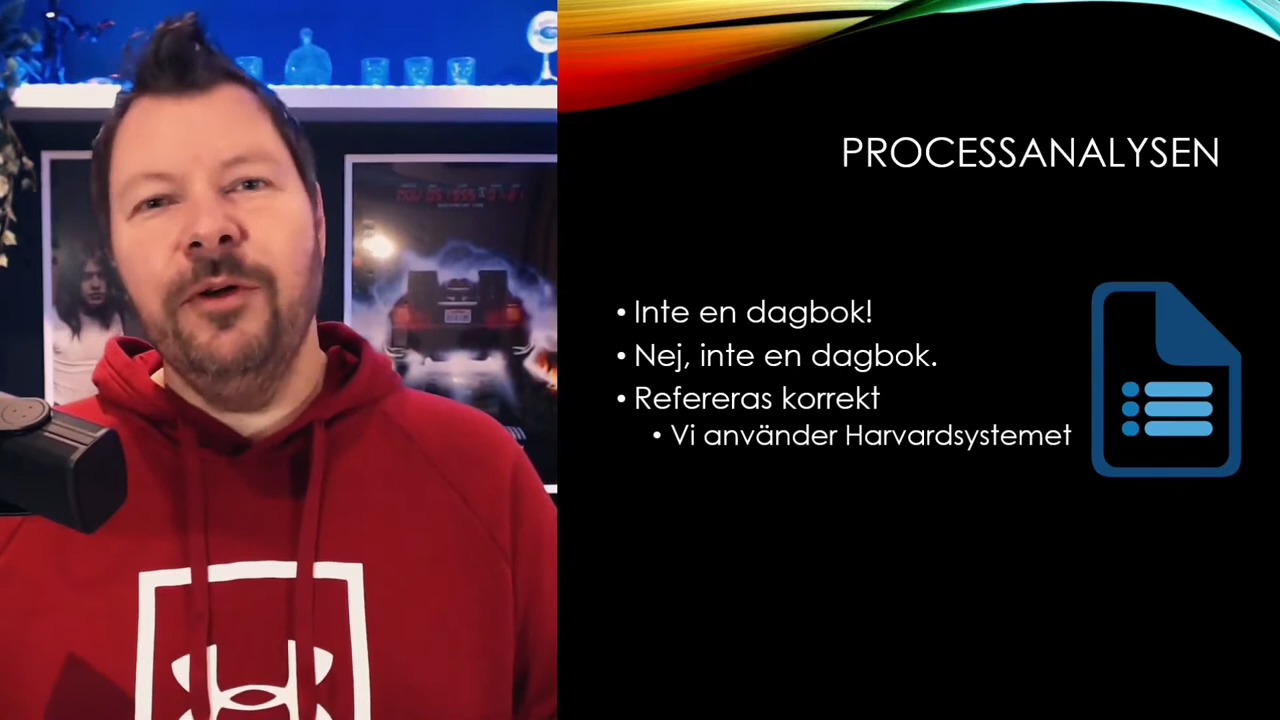 PROCESSANALYSEN
• Inte en dagbok!
• Nej, inte en dagbok.
• Refereras korrekt
• Vi använder Harvardsystemet